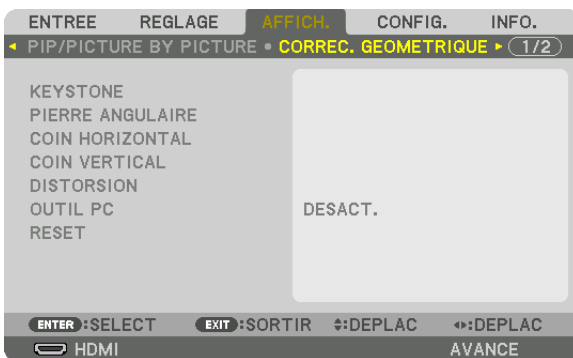 ENTREE REGLAGE AFFICH. CONFIG. INFO.
PIP/PICTURE BY PICTURE • CORREC. GEOMETRIQUE 1/2
KEYSTONE
PIERRE ANGULAIRE
COIN HORIZONTAL
COIN VERTICAL
DISTORSION
OUTIL PC DESACT.
RESET
ENTER :SELECT EXIT :SORTIR :DEPLAC :DEPLAC
HDMI AVANCE